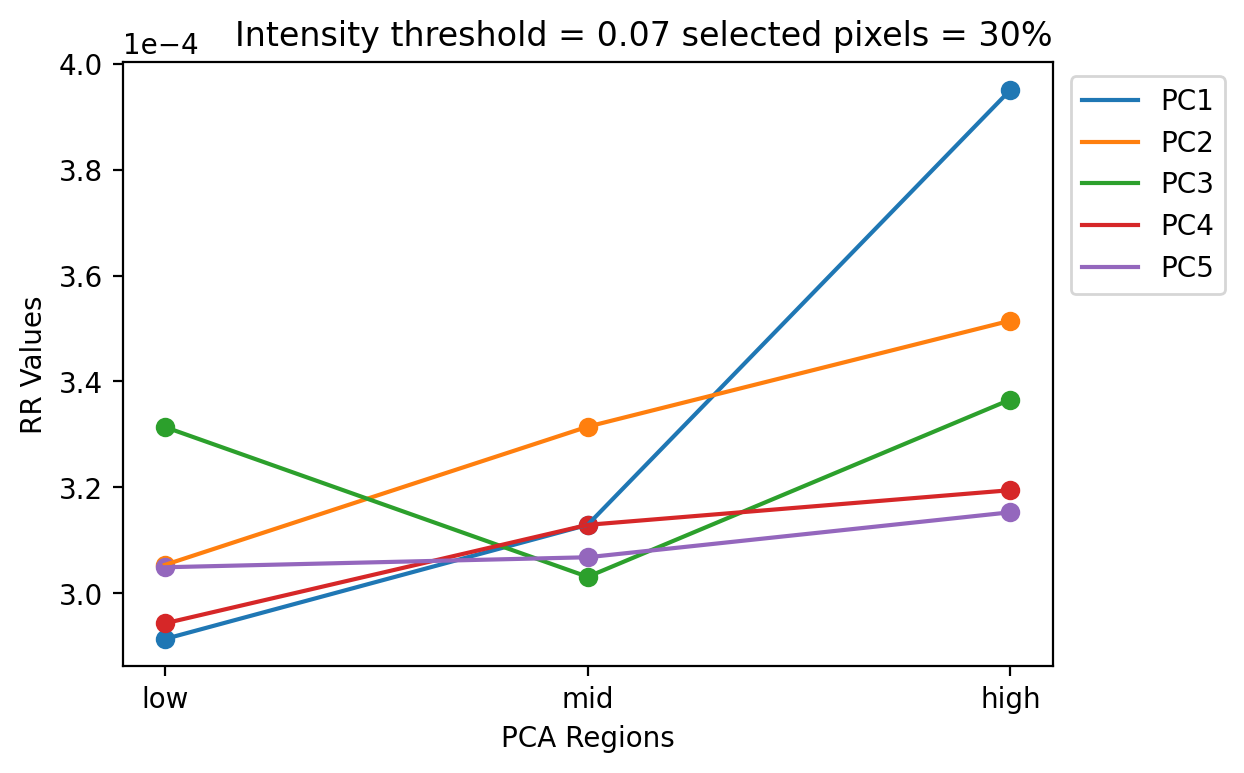 Intensity threshold = 0.07 selected pixels = 30%
1e−4
4.0
3.8
3.6
3.4
3.2
3.0
RR Values
low
mid
high
PCA Regions
PC1
PC2
PC3
PC4
PC5